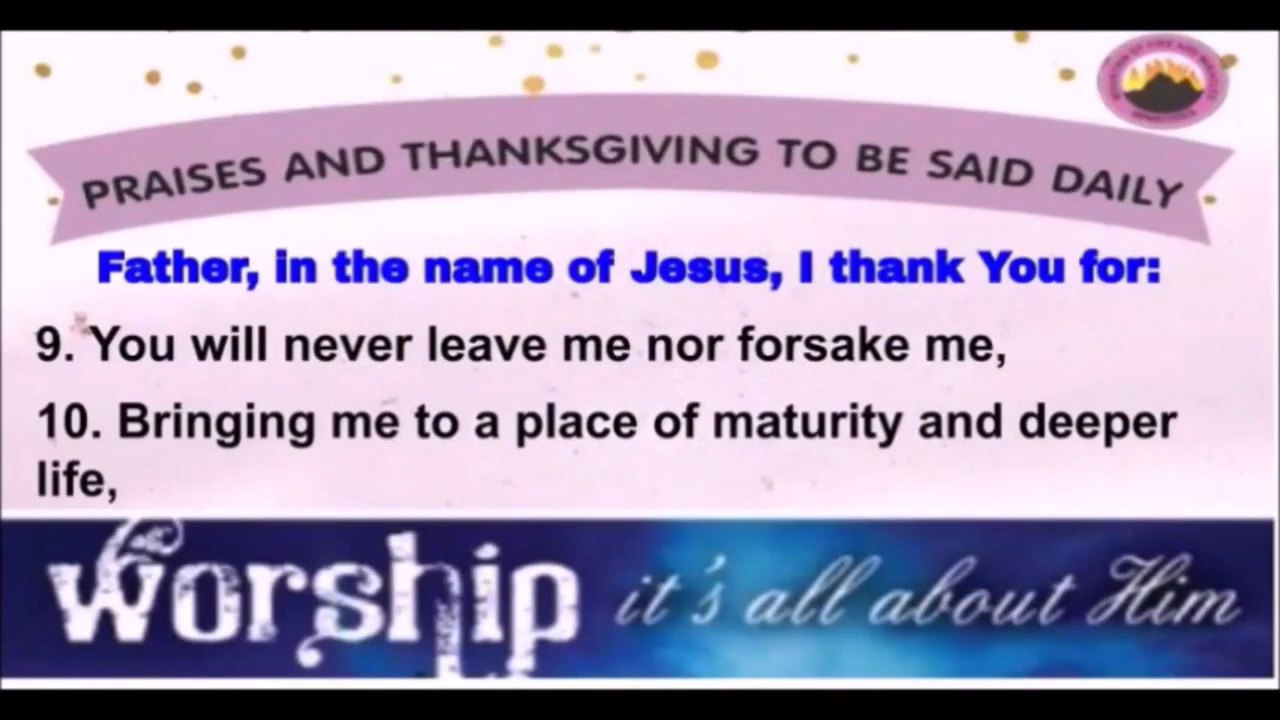 PRAISES AND THANKSGIVING TO BE SAID DAILY
Father, in the name of Jesus, I thank You for:
9. You will never leave me nor forsake me,
10. Bringing me to a place of maturity and deeper
life,
worship it's all about Him